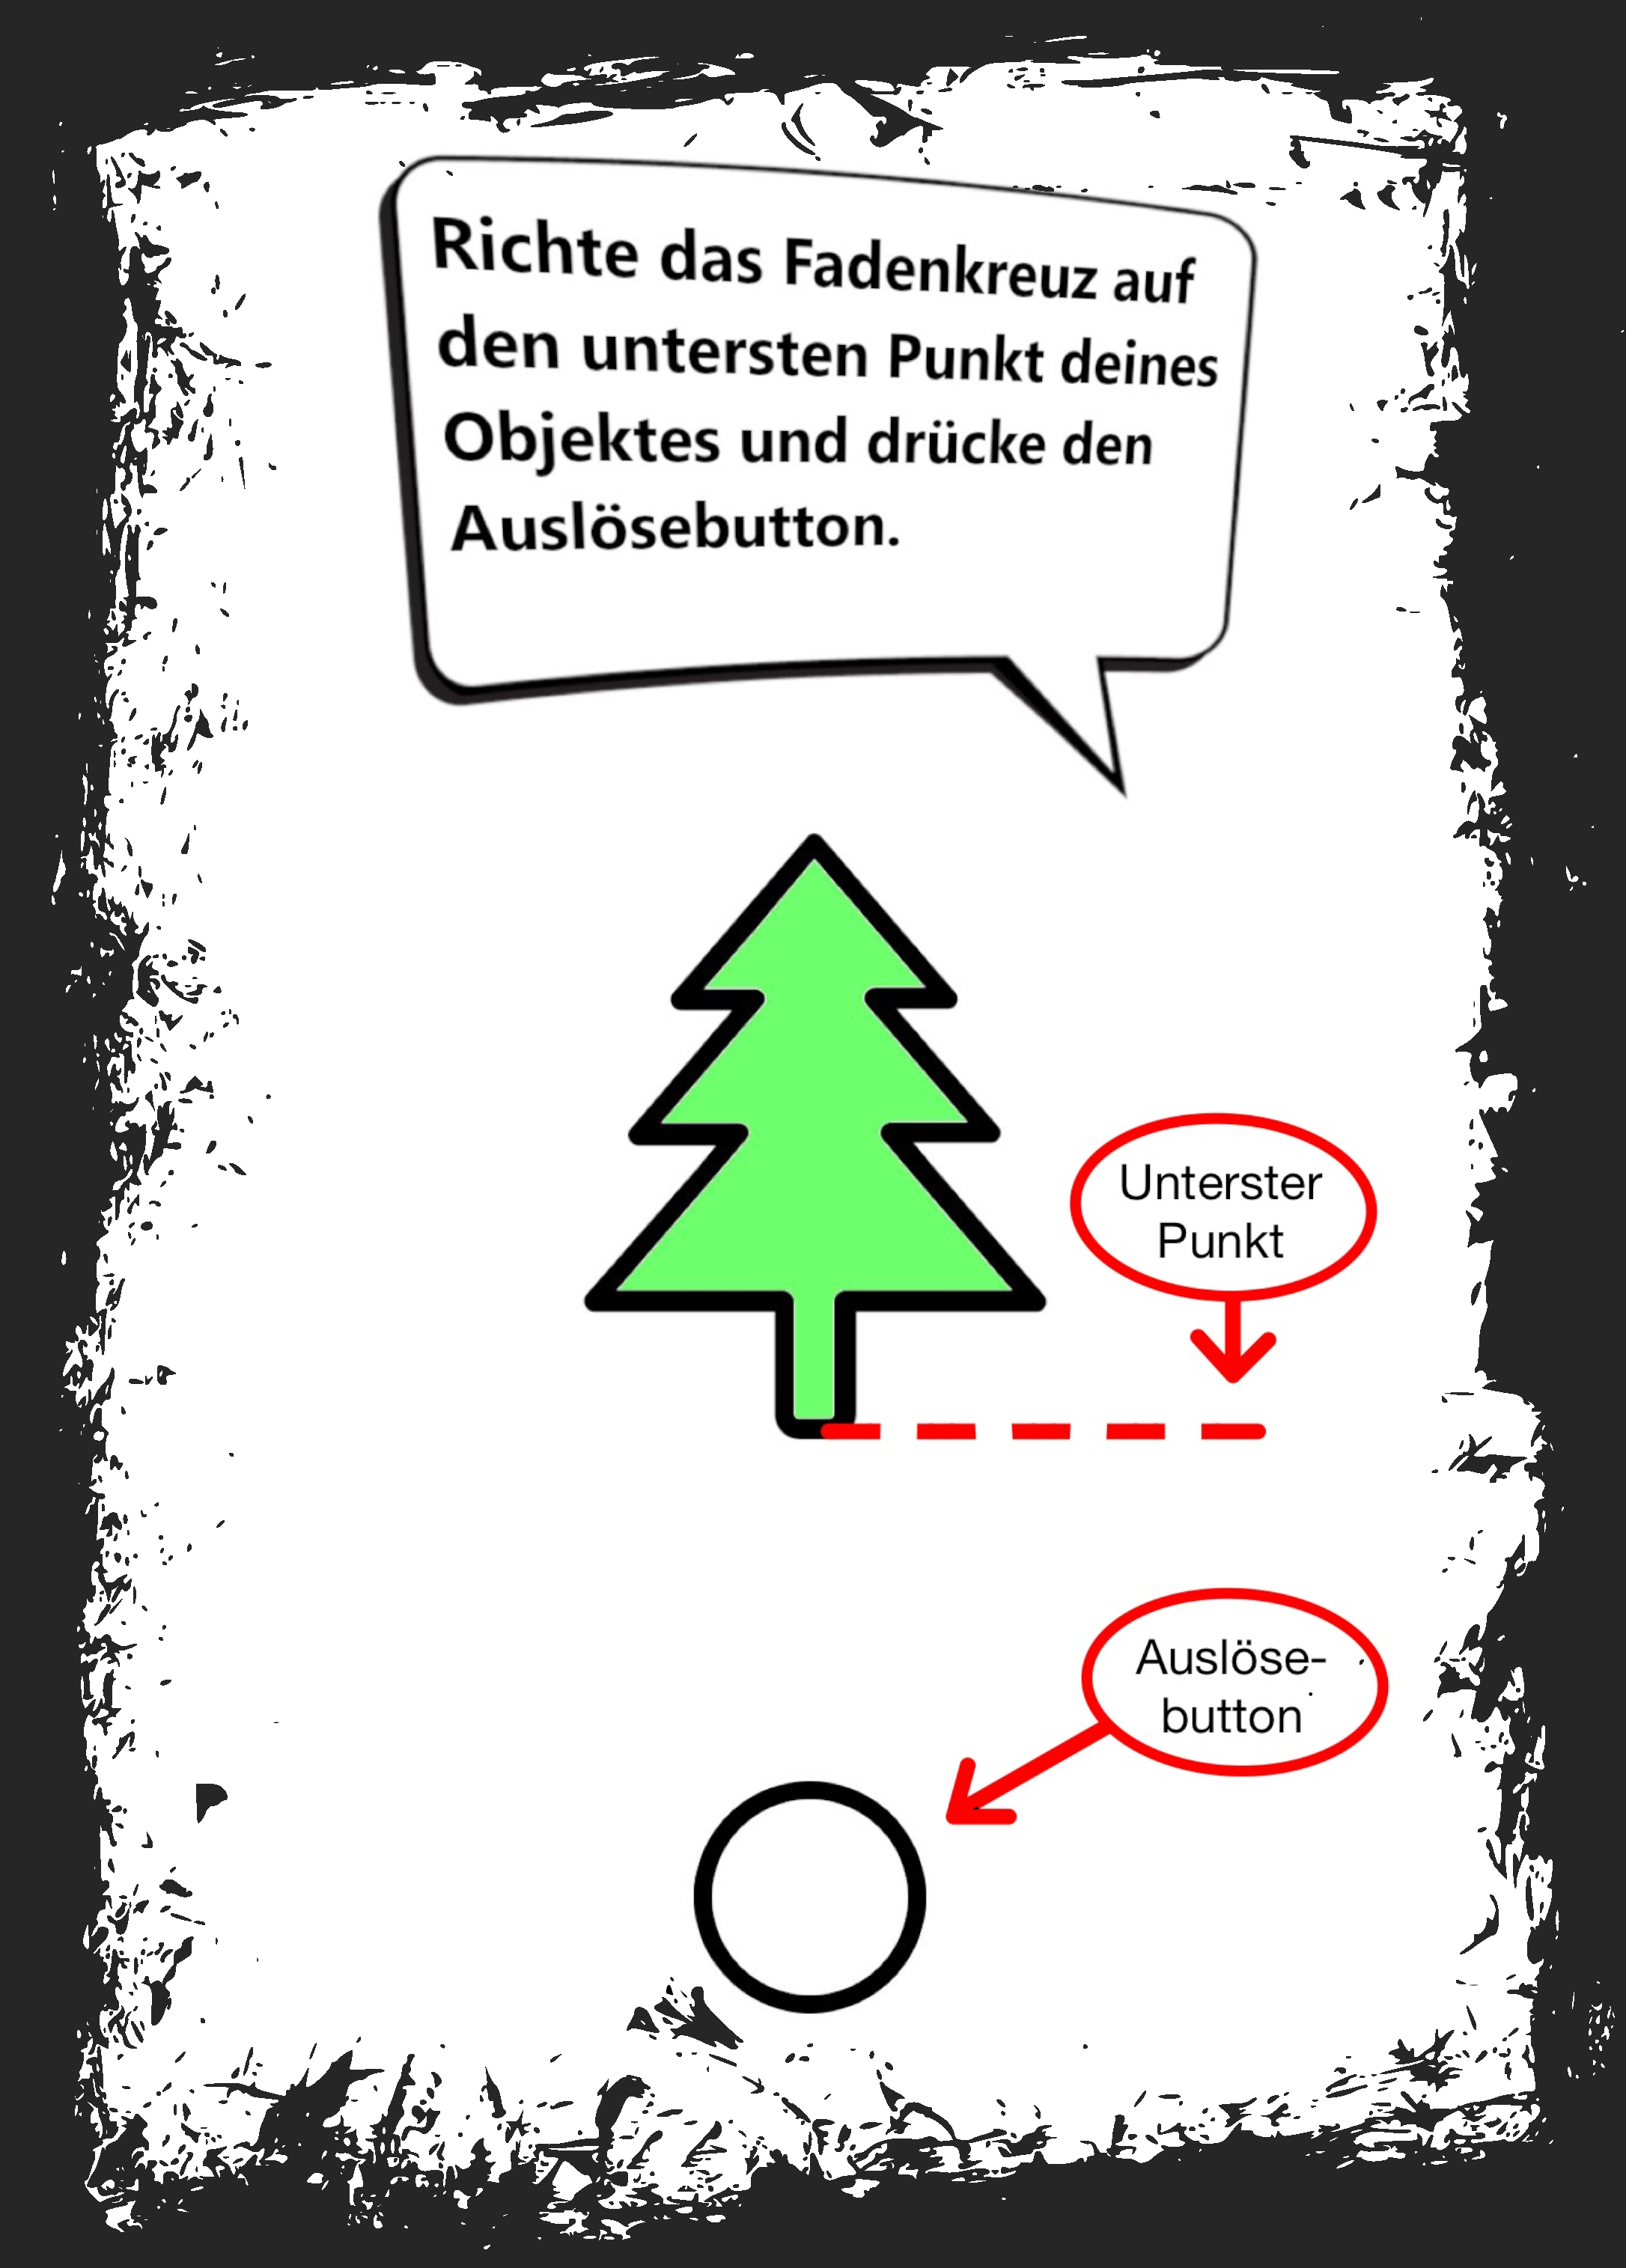 Richte das Fadenkreuz auf
den untersten Punkt deines
Objektes und drücke den
Auslösebutton.
Unterster
Punkt
Auslöse-
button